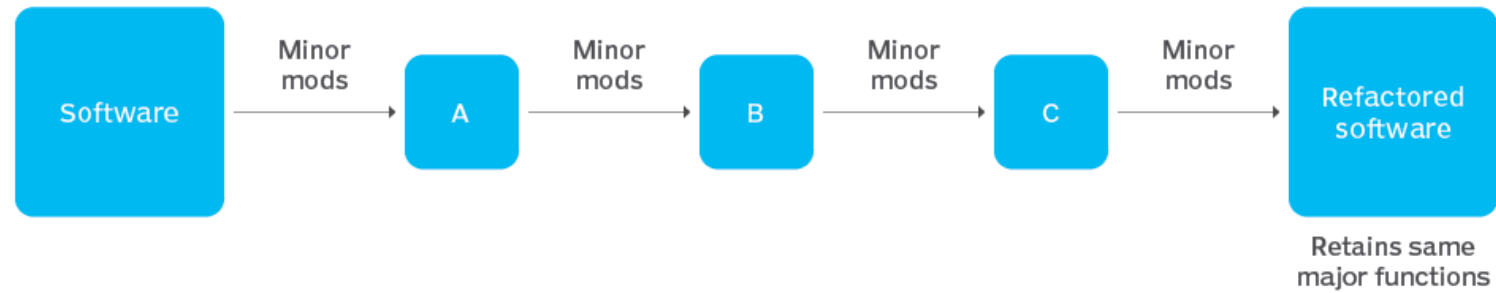 Software
Minor
mods
A
Minor
mods
B
Minor
mods
C
Minor
mods
Refactored
software
Retains same
major functions